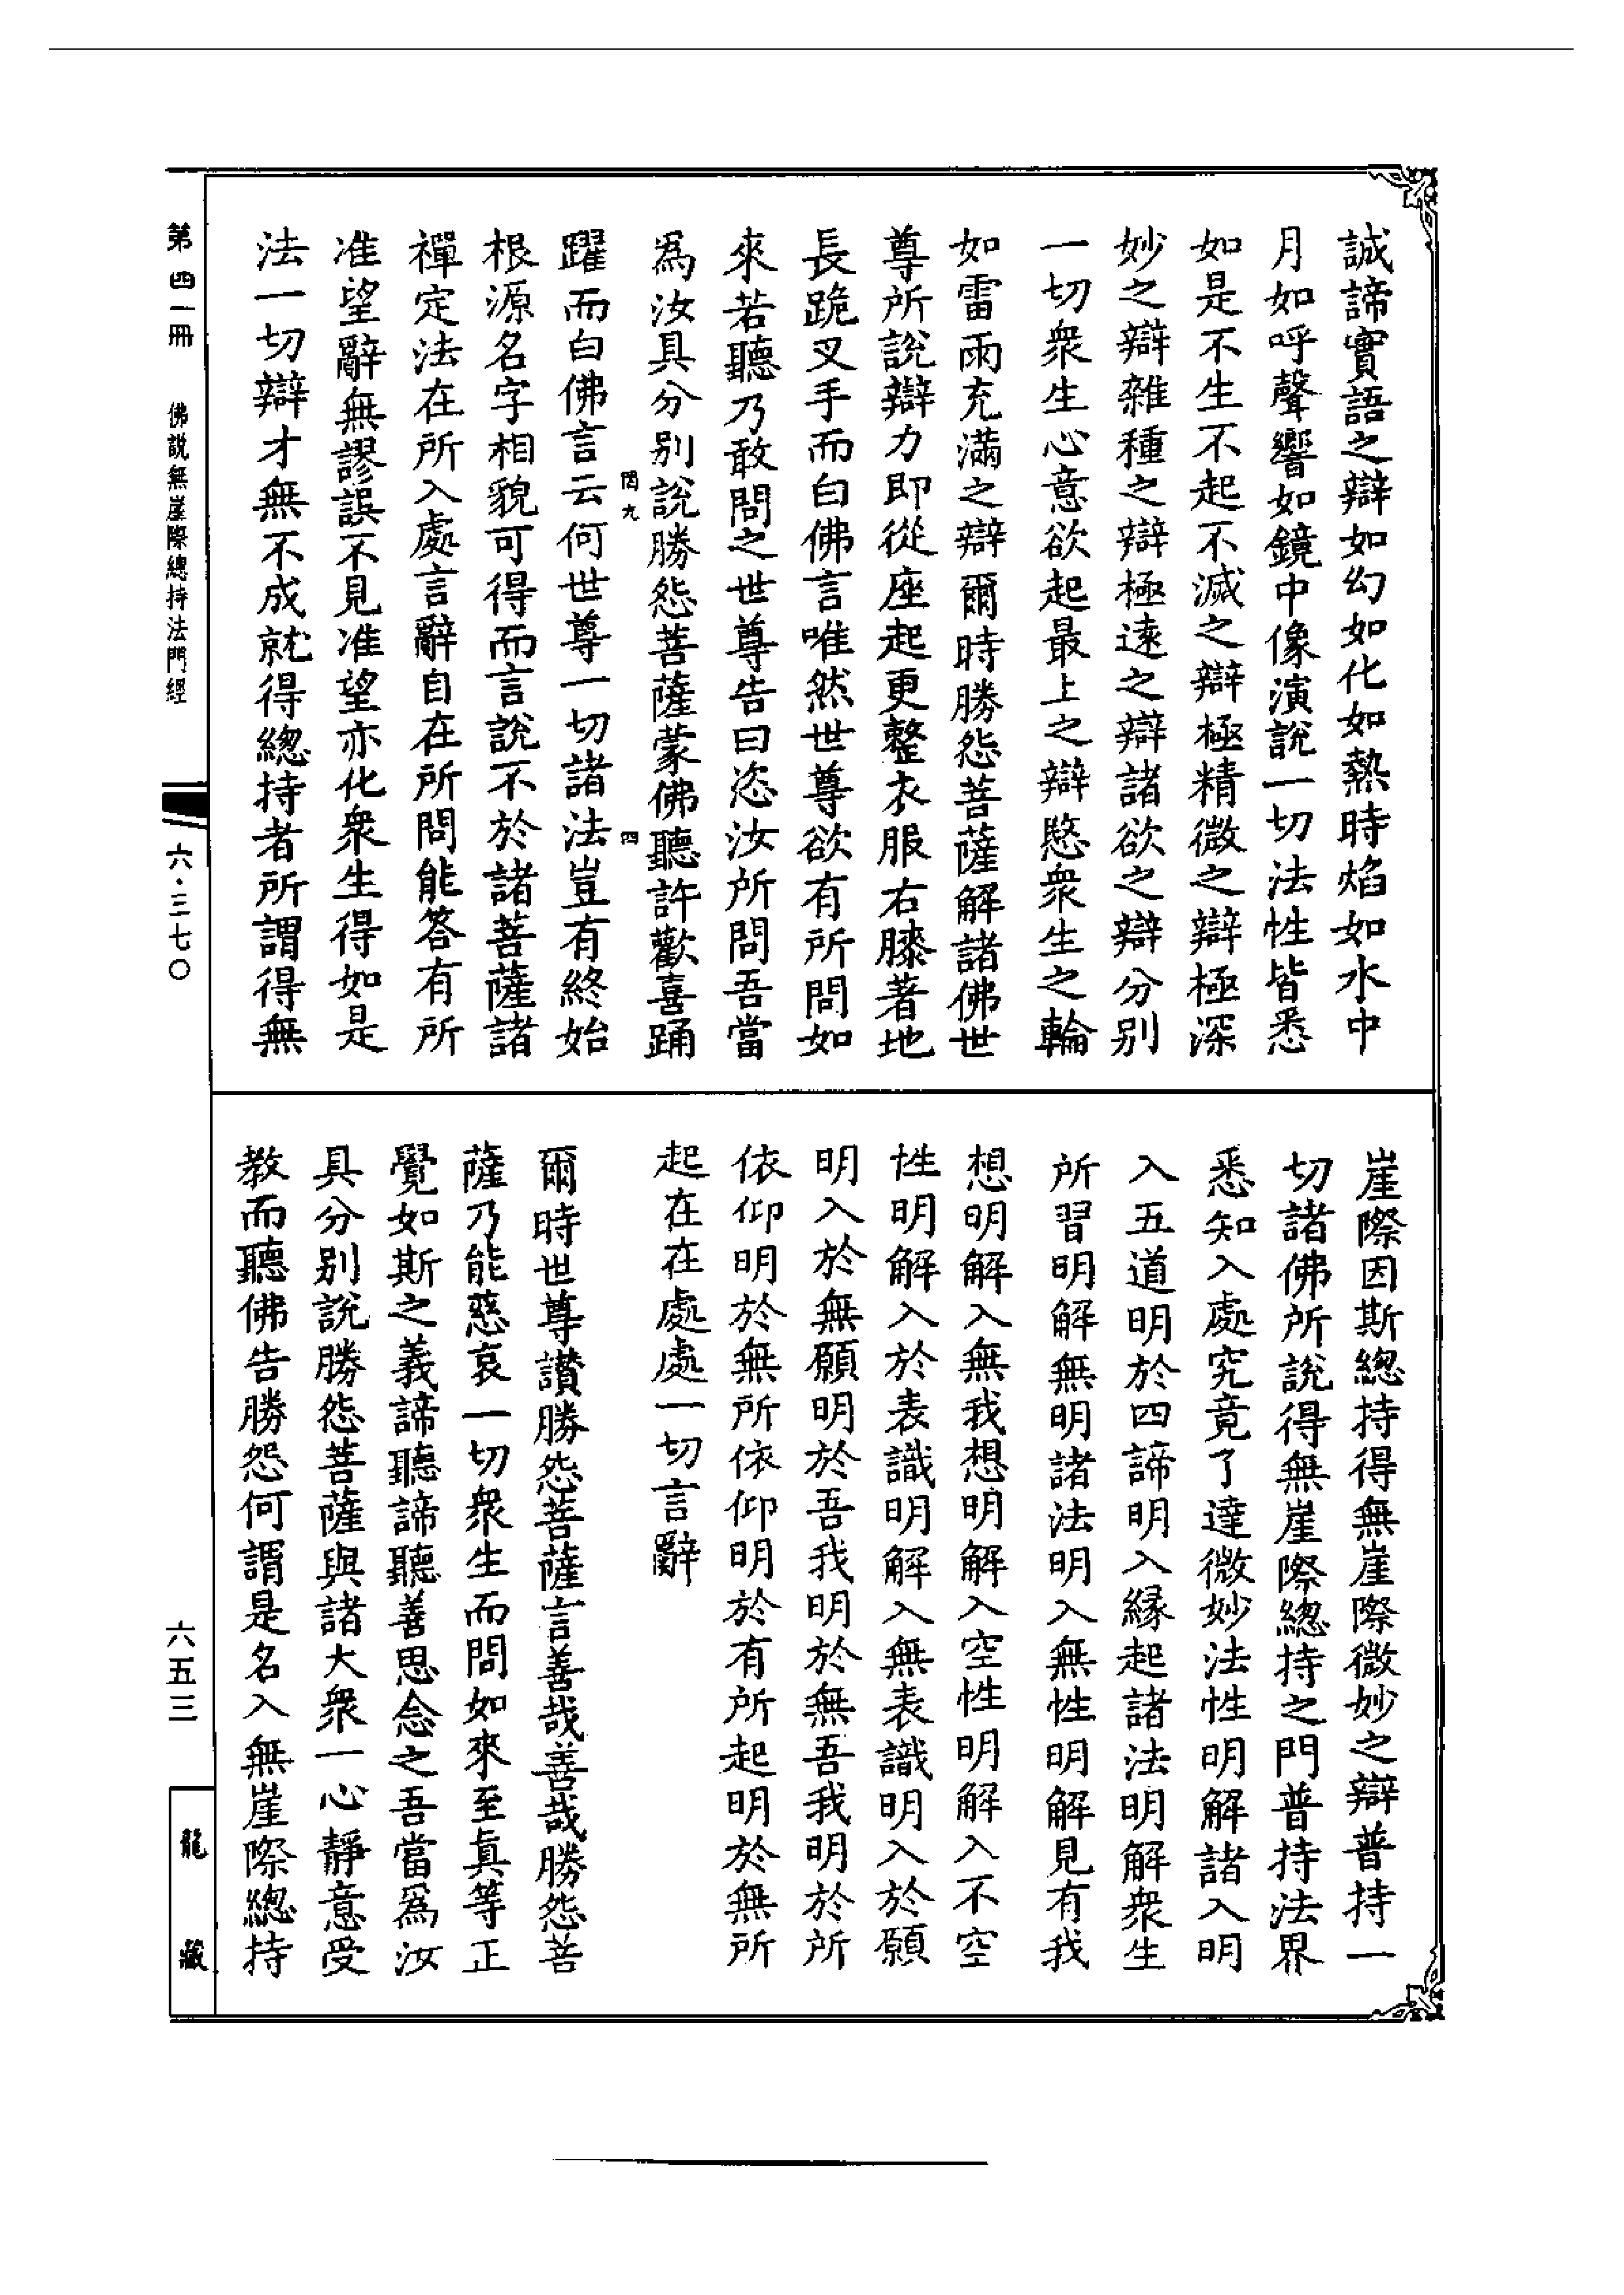 誠諦實語之辯如幻如化如熱時焰如水中
月如呼聲響如鏡中像演說一切法性皆悉
如是不生不起不滅之辯極精微之辯極深
妙之辯雜種之辯極遠之辯諸欲之辯分別
一切衆生心意欲起最上之辯愍衆生之輪
如雷雨充滿之辯爾時勝怨菩薩解諸佛世
尊所說辯力即從座起更整衣服右膝著地
長跪叉手而白佛言唯然世尊欲有所問如
來若聽乃敢問之世尊告曰恣汝所問吾當
為汝具分別說勝怨菩薩蒙佛聽許歡喜踊
四
躍而白佛言云何世尊一切諸法豈有終始
根源名字相貌可得而言說不於諸菩薩諸
禪定法在所入處言辭自在所問能答有所
准望辭無謬誤不見准望亦化衆生得如是
法一切辯才無不成就得總持者所謂得無
崖際因斯總持得無崖際微妙之辯普持一
切諸佛所說得無崖際總持之門普持法界
悉知入處究竟了達微妙法性明解諸入明
入五道明於四諦明入緣起諸法明解衆生
所習明解無明諸法明入無性明解見有我
想明解入無我想明解入空性明解入不空
性明解入於表識明解入無表識明入於願
明入於無願明於吾我明於無吾我明於所
依仰明於無所依仰明於有所起明於無所
起在在處處一切言辭
爾時世尊讚勝怨菩薩言善哉善哉勝怨菩
薩乃能慈哀一切衆生而問如來至真等正
覺如斯之義諦聽諦聽善思念之吾當為汝
具分別說勝怨菩薩與諸大衆一心靜意受
教而聽佛告勝怨何謂是名入無崖際總持
第四一冊　佛説無崖際總持法門經
六·三七〇
六五三
龍藏